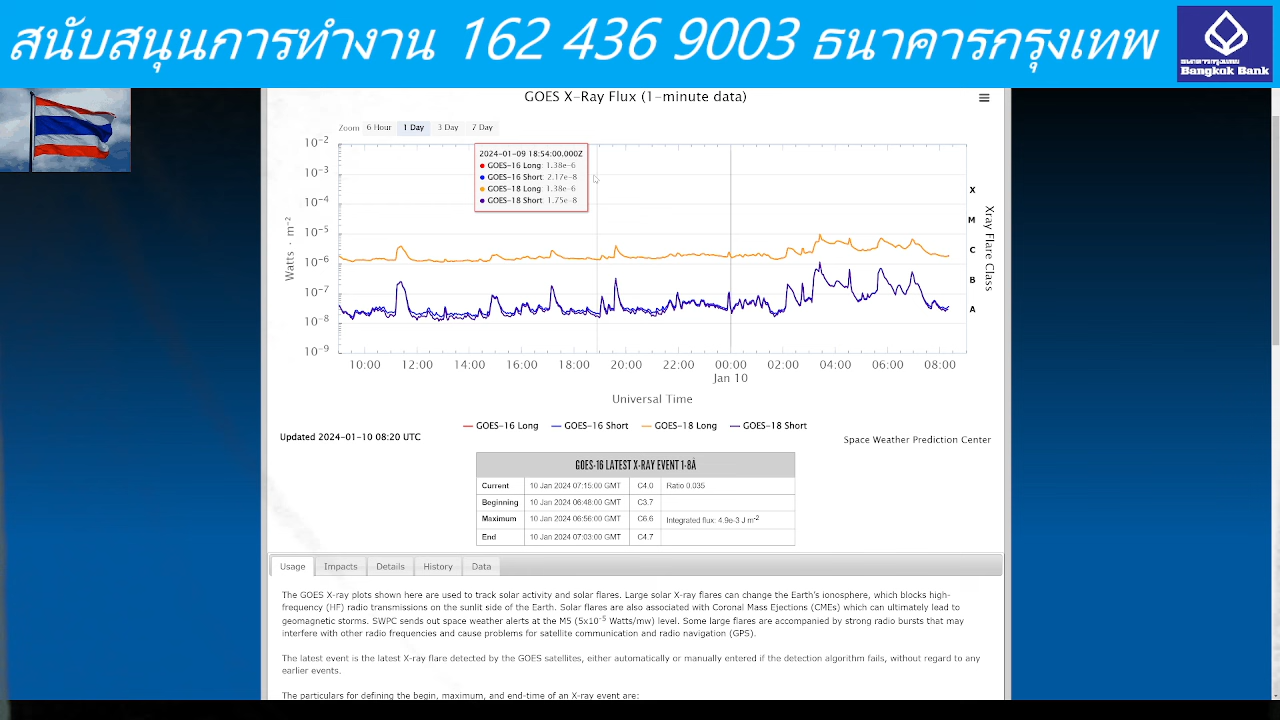 สนับสนุนการทำงาน 162 436 9003 ธนาคารกรุงเทพ
ธนาคารกรุงเทพ
Bangkok Bank
GOES X-Ray Flux (1-minute data)
Zoom 6-Hour 1 Day 3 Day 7 Day
2024-01-09 18:54:00.000Z
GOES-16 Long: 1.38e-6
GOES-16 Short: 2.17e-8
GOES-18 Long: 1.38e-6
GOES-18 Short: 1.75e-8
10⁻²
10⁻³
10⁻⁴
10⁻⁵
10⁻⁶
10⁻⁷
10⁻⁸
10⁻⁹
Watts · m⁻²
X
M
C
B
A
Xray Flare Class
10:00 12:00 14:00 16:00 18:00 20:00 22:00 00:00 02:00 04:00 06:00 08:00
Jan 10
Universal Time
GOES-16 Long GOES-16 Short GOES-18 Long GOES-18 Short
Updated 2024-01-10 08:20 UTC
Space Weather Prediction Center
GOES-16 LATEST X-RAY EVENT 1-8Å
Current 10 Jan 2024 07:15:00 GMT C4.0 Ratio 0.035
Beginning 10 Jan 2024 06:48:00 GMT C3.7
Maximum 10 Jan 2024 06:56:00 GMT C6.6 Integrated flux: 4.9e-3 J m⁻²
End 10 Jan 2024 07:03:00 GMT C4.7
Usage Impacts Details History Data
The GOES X-ray plots shown here are used to track solar activity and solar flares. Large solar X-ray flares can change the Earth's ionosphere, which blocks high-
frequency (HF) radio transmissions on the sunlit side of the Earth. Solar flares are also associated with Coronal Mass Ejections (CMEs) which can ultimately lead to
geomagnetic storms. SWPC sends out space weather alerts at the M5 (5x10⁻⁵ Watts/mw) level. Some large flares are accompanied by strong radio bursts that may
interfere with other radio frequencies and cause problems for satellite communication and radio navigation (GPS).
The latest event is the latest X-ray flare detected by the GOES satellites, either automatically or manually entered if the detection algorithm fails, without regard to any
earlier events.
The particulars for defining the begin, maximum, and end-time of an X-ray event are: